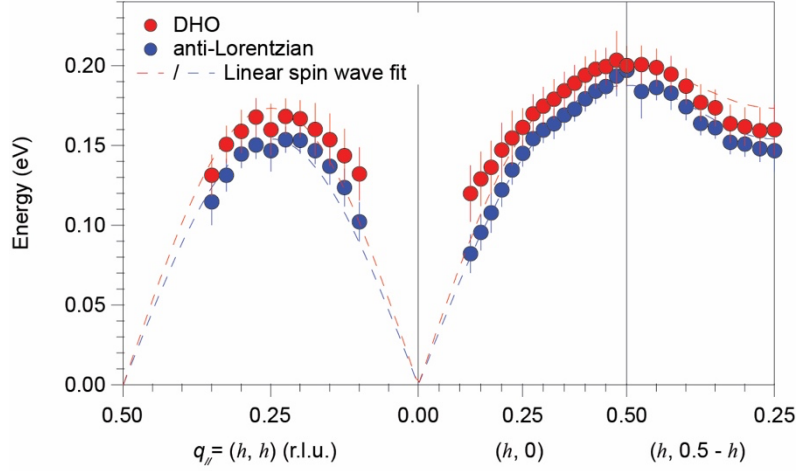 DHO
anti-Lorentzian
/ Linear spin wave fit
Energy (eV)
0.20
0.15
0.10
0.05
0.00
0.50 0.25 0.00 0.25 0.50 0.25
q// = (h, h) (r.l.u.) (h, 0) (h, 0.5 - h)